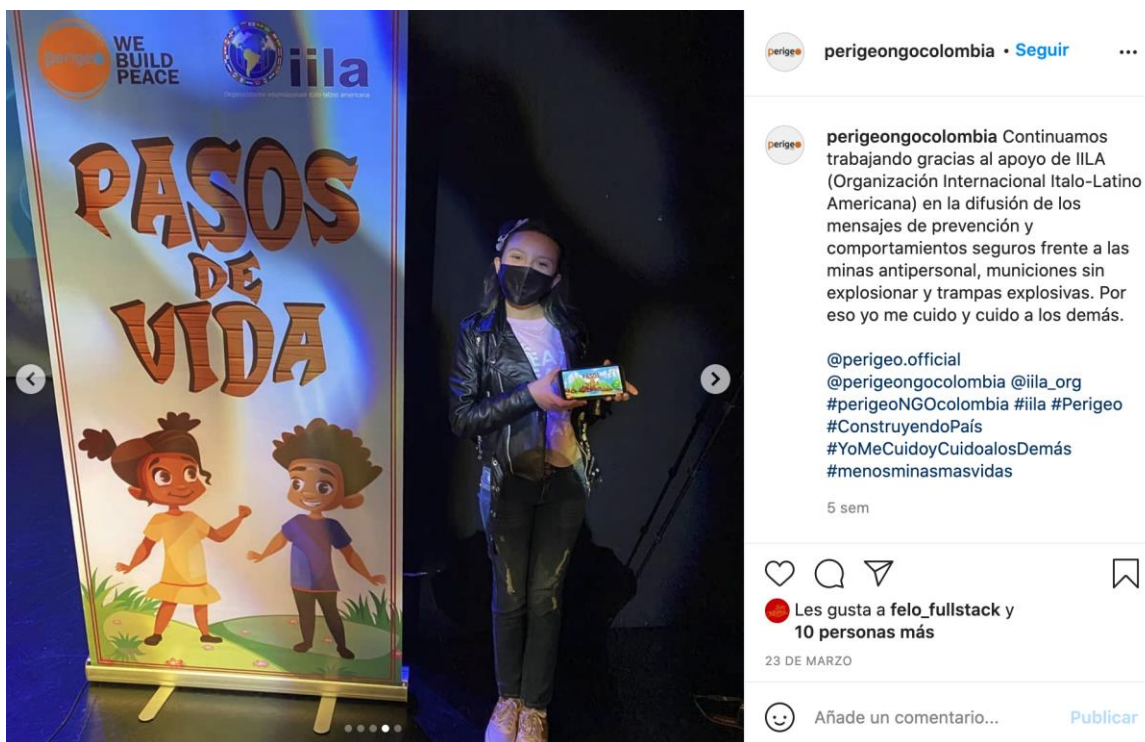 perigeo
WE
BUILD
PEACE
iila
PASOS
DE
VIDA
perigeo
perigeongocolombia • Seguir
perigeo
perigeongocolombia Continuamos
trabajando gracias al apoyo de IILA
(Organización Internacional Italo-Latino
Americana) en la difusión de los
mensajes de prevención y
comportamientos seguros frente a las
minas antipersonal, municiones sin
explosionar y trampas explosivas. Por
eso yo me cuido y cuido a los demás.
@perigeo.official
@perigeongocolombia @iila_org
#perigeoNGOcolombia #iila #Perigeo
#ConstruyendoPaís
#YoMeCuidoyCuidoalosDemás
#menosminasmasvidas
5 sem
Les gusta a felo_fullstack y
10 personas más
23 DE MARZO
Añade un comentario...
Publicar